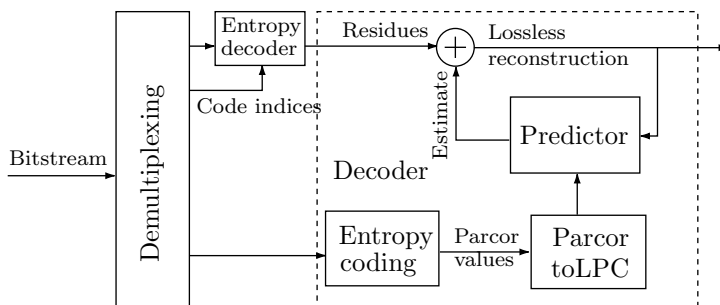 Entropy
decoder
Residues
Lossless
reconstruction
+
Code indices
Estimate
Predictor
Bitstream
Demultiplexing
Decoder
Entropy
coding
Parcor
values
Parcor
toLPC